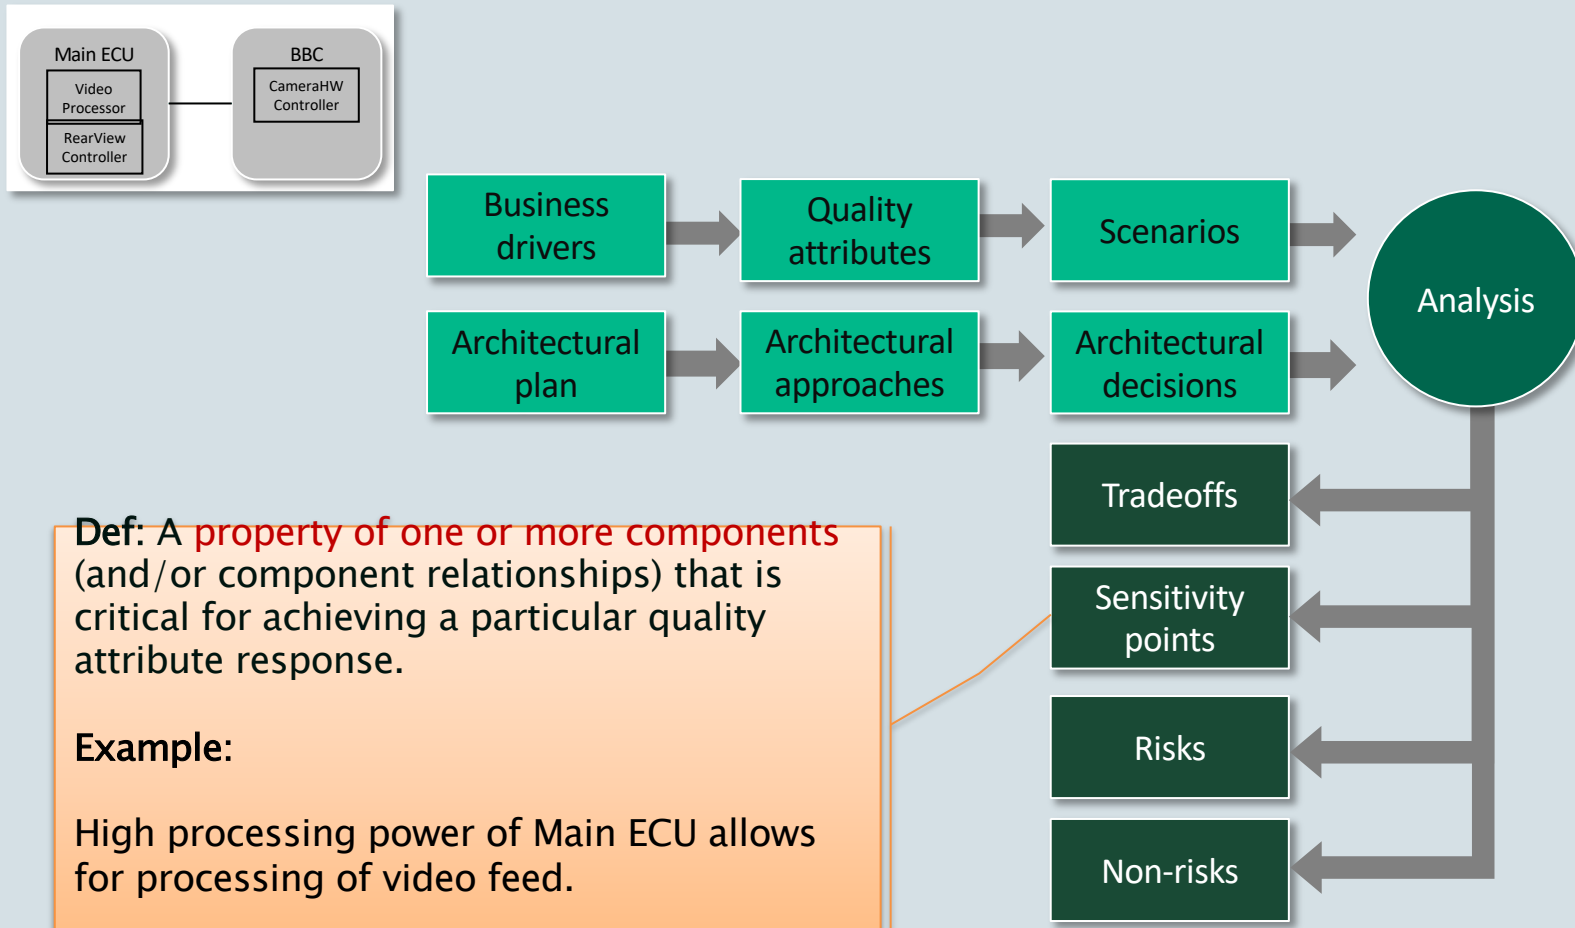 Main ECU
Video
Processor
RearView
Controller
BBC
CameraHW
Controller
Business
drivers
Quality
attributes
Scenarios
Analysis
Architectural
plan
Architectural
approaches
Architectural
decisions
Tradeoffs
Sensitivity
points
Risks
Non-risks
Def: A property of one or more components
(and/or component relationships) that is
critical for achieving a particular quality
attribute response.
Example:
High processing power of Main ECU allows
for processing of video feed.